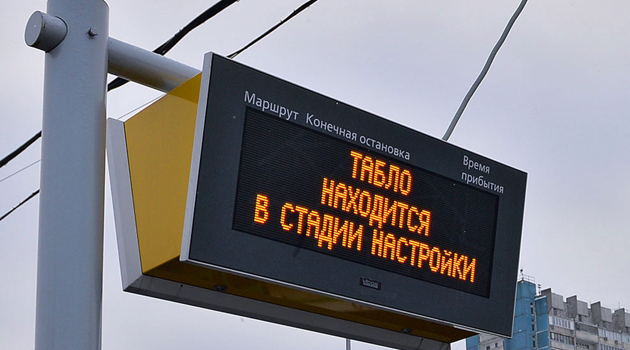 Маршрут Конечная остановка Время
прибытия
ТАБЛО
НАХОДИТСЯ
В СТАДИИ НАСТРОЙКИ